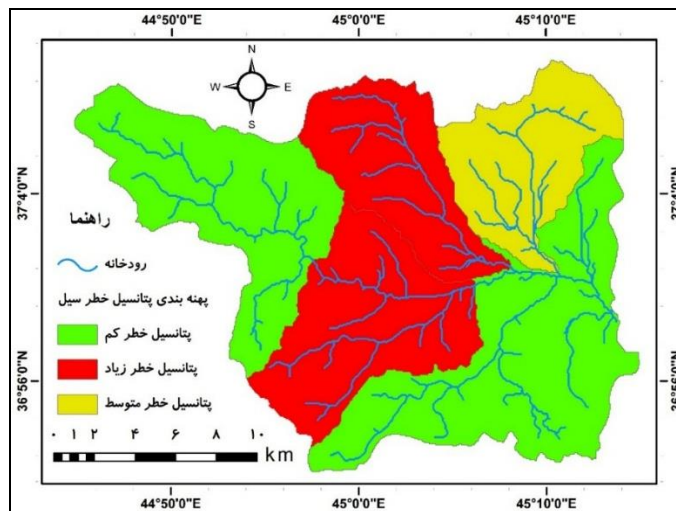 44°50'0"E 45°0'0"E 45°10'0"E
N
W E
S
37°4'0"N 37°4'0"N
راهنما
رودخانه
پهنه بندی پتانسیل خطر سیل
پتانسیل خطر کم
پتانسیل خطر زیاد
پتانسیل خطر متوسط
36°56'0"N 36°56'0"N
۰ ۱ ۲ ۴ ۶ ۸ ۱۰
km
44°50'0"E 45°0'0"E 45°10'0"E